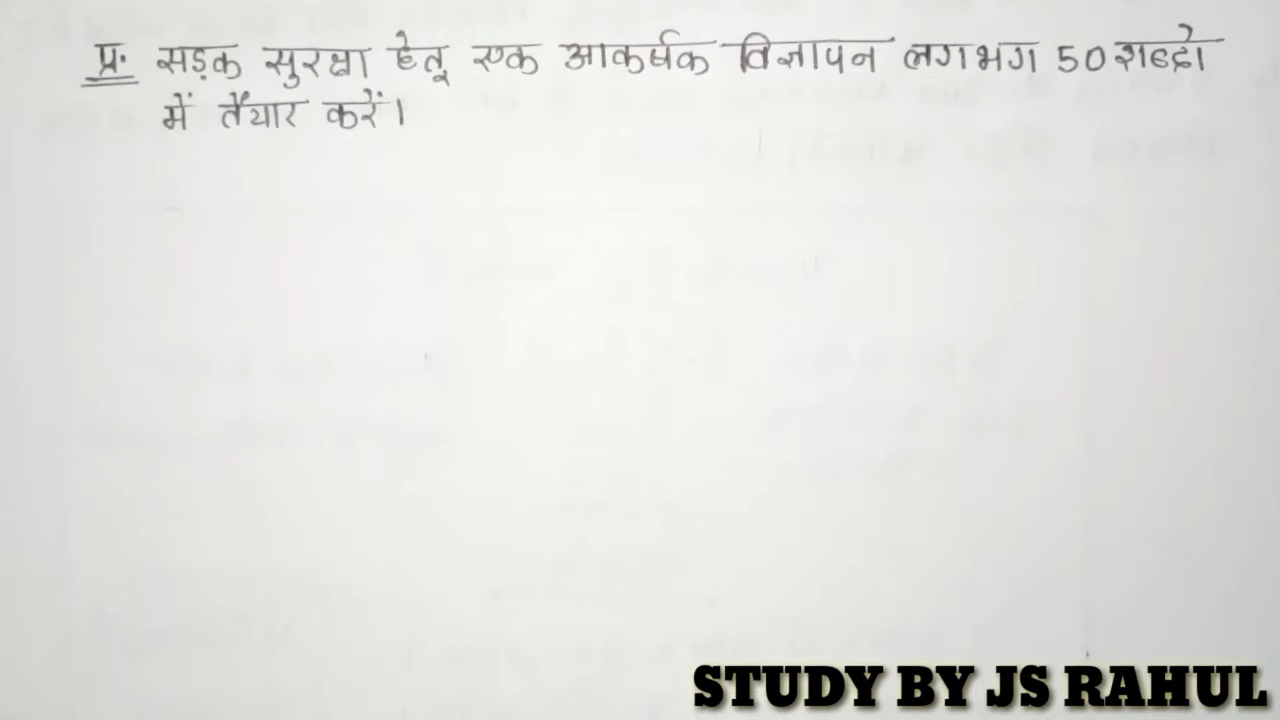 प्र. सड़क सुरक्षा हेतू एक आकर्षक विज्ञापन लगभग 50 शब्दो
में तैयार करें।
STUDY BY JS RAHUL